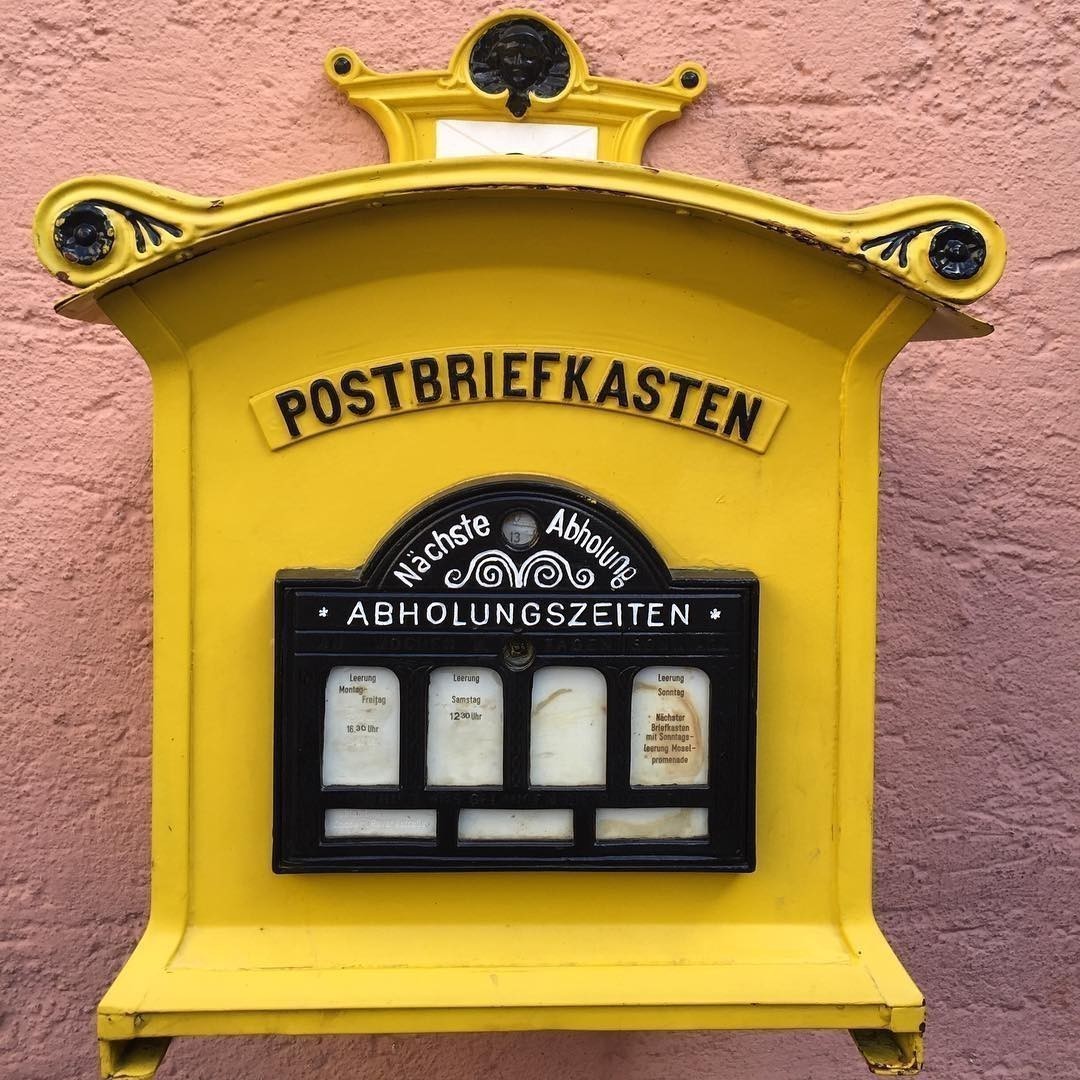 POSTBRIEFKASTEN
Nächste Abholung
13
* ABHOLUNGSZEITEN *
Leerung
Montag-
Freitag
16.30 Uhr
Leerung
Samstag
12.30 Uhr
Leerung
Sonntag
Nächster
Briefkasten
mit Sonntags-
leerung Mosel-
promenade